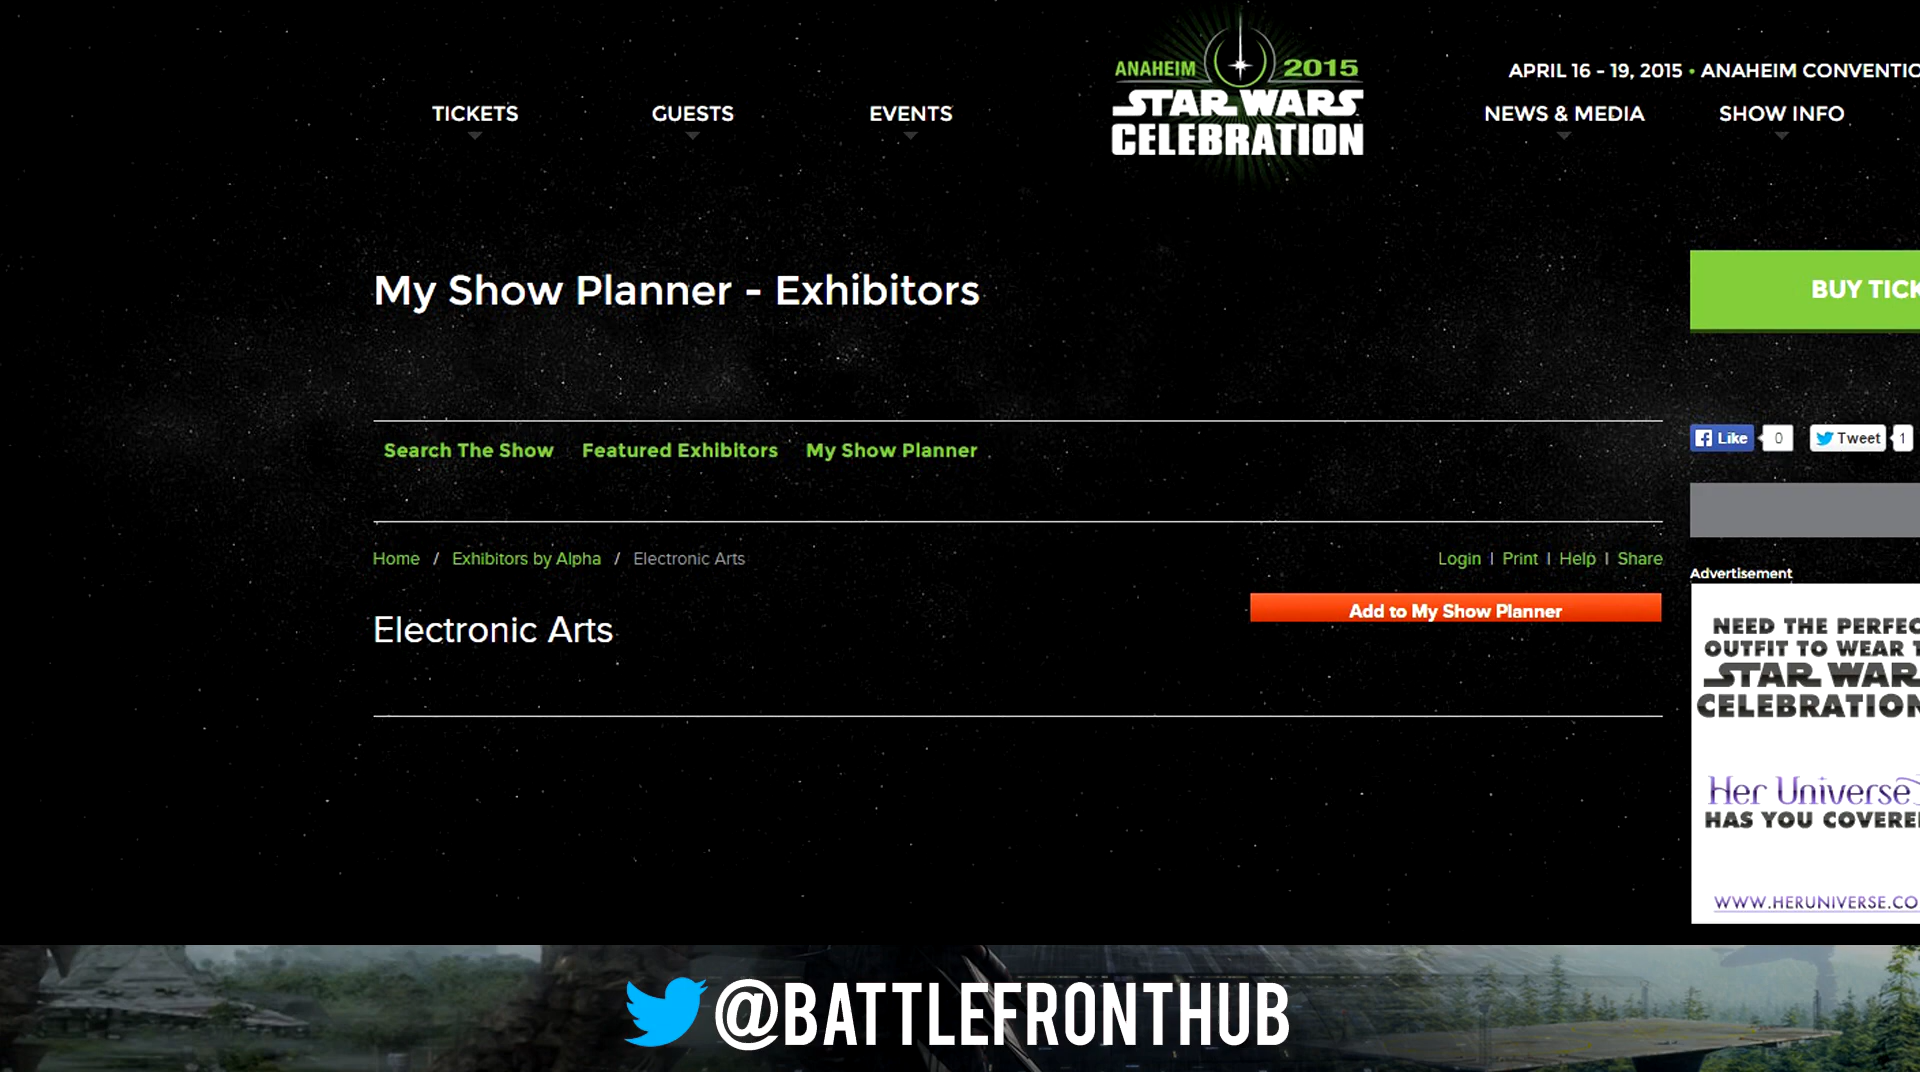 ANAHEIM 2015
STAR WARS
CELEBRATION
APRIL 16 - 19, 2015 • ANAHEIM CONVENTIO
TICKETS
GUESTS
EVENTS
NEWS & MEDIA
SHOW INFO
My Show Planner - Exhibitors
BUY TICK
Search The Show Featured Exhibitors My Show Planner
Like 0 Tweet 1
Home / Exhibitors by Alpha / Electronic Arts
Login | Print | Help | Share
Electronic Arts
Add to My Show Planner
Advertisement
NEED THE PERFEC
OUTFIT TO WEAR T
STAR WAR
CELEBRATION
Her Universe
HAS YOU COVERE
WWW.HERUNIVERSE.CO
@BATTLEFRONTHUB